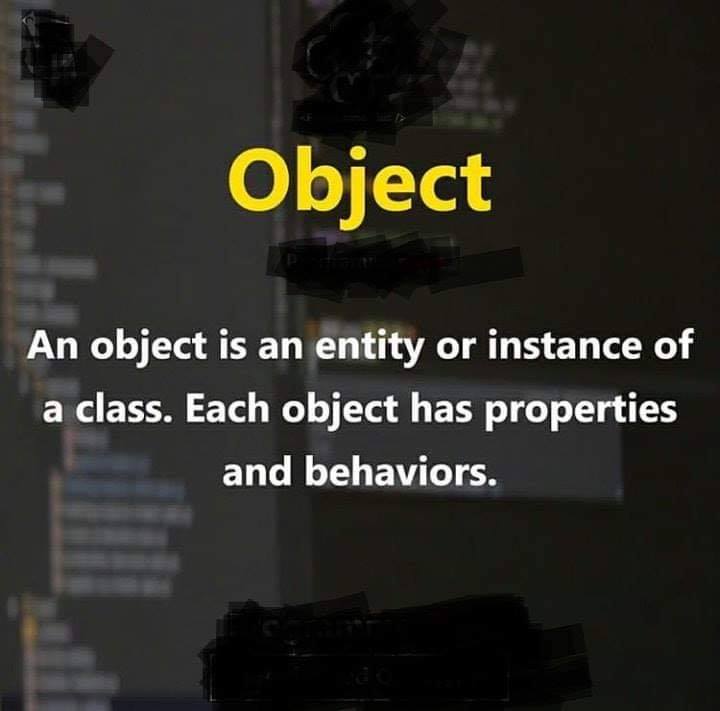 Object
An object is an entity or instance of
a class. Each object has properties
and behaviors.